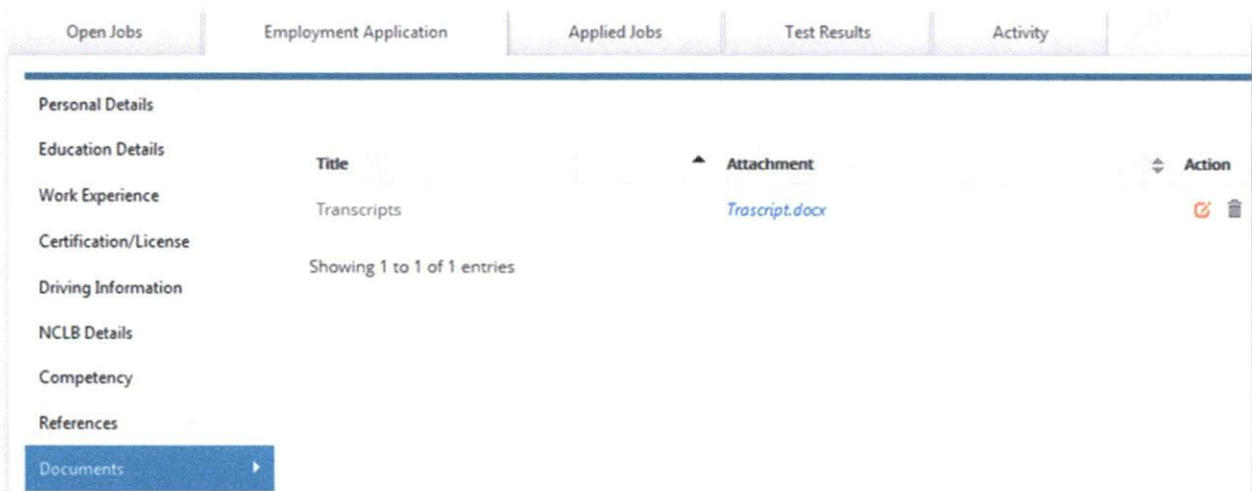 Open Jobs Employment Application Applied Jobs Test Results Activity
Personal Details
Education Details
Title Attachment Action
Work Experience
Transcripts Trascript.docx
Certification/License
Showing 1 to 1 of 1 entries
Driving Information
NCLB Details
Competency
References
Documents